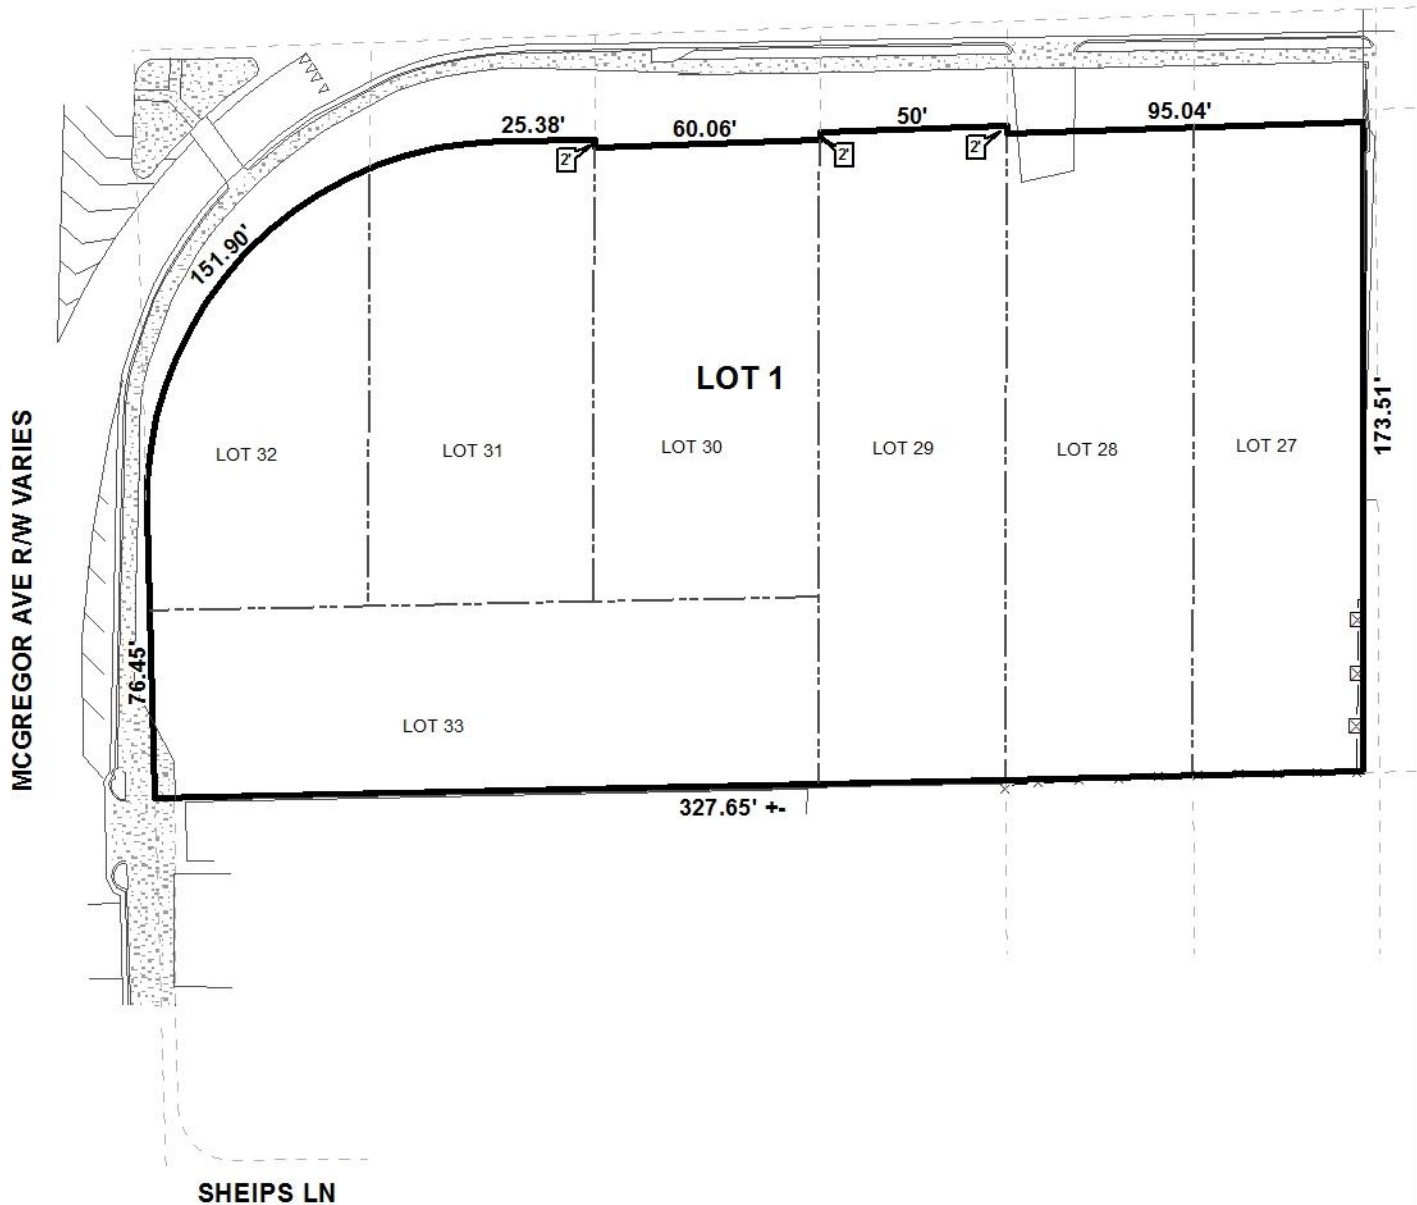 95.04'
50'
25.38'
60.06'
2'
2'
2'
151.90'
LOT 1
173.51'
MCGREGOR AVE R/W VARIES
LOT 32
LOT 31
LOT 30
LOT 29
LOT 28
LOT 27
76.45'
LOT 33
327.65' +-
SHEIPS LN